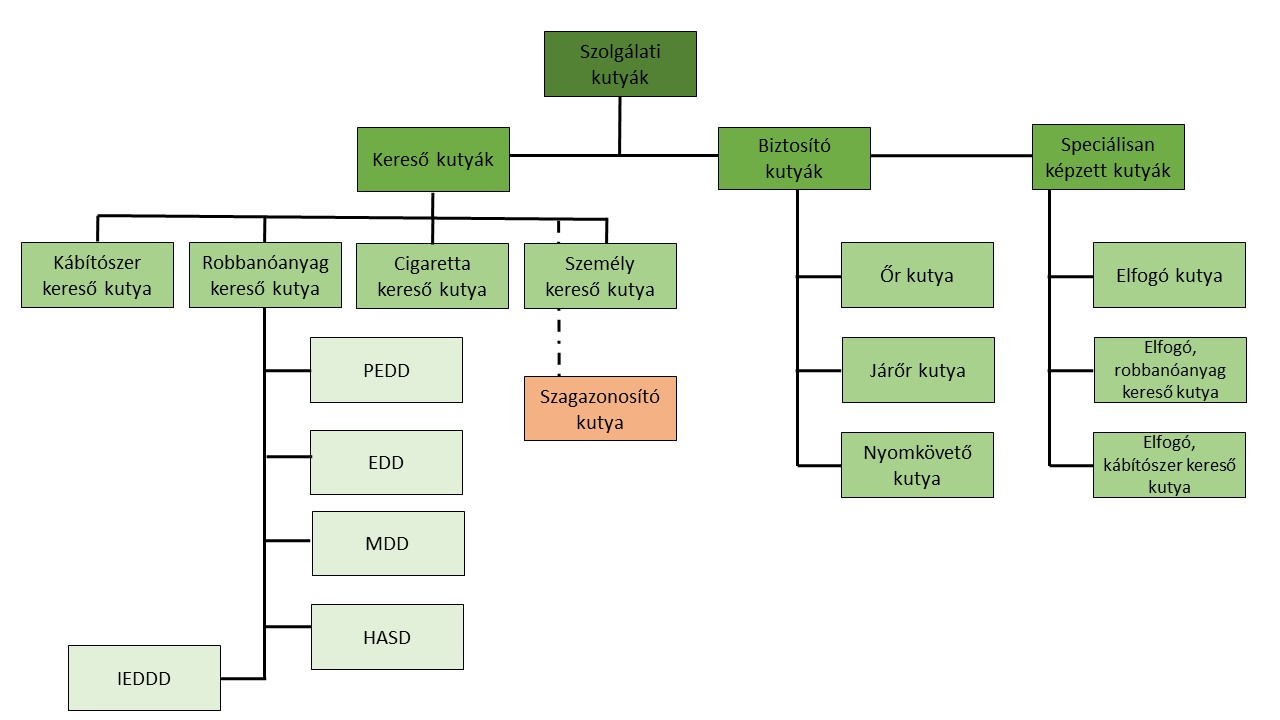 Szolgálati
kutyák
Kereső kutyák
Biztosító
kutyák
Speciálisan
képzett kutyák
Kábítószer
kereső kutya
Robbanóanyag
kereső kutya
Cigaretta
kereső kutya
Személy
kereső kutya
Őr kutya
Elfogó kutya
PEDD
Szagazonosító
kutya
Járőr kutya
Elfogó,
robbanóanyag
kereső kutya
EDD
Nyomkövető
kutya
Elfogó,
kábítószer kereső
kutya
MDD
HASD
IEDDD